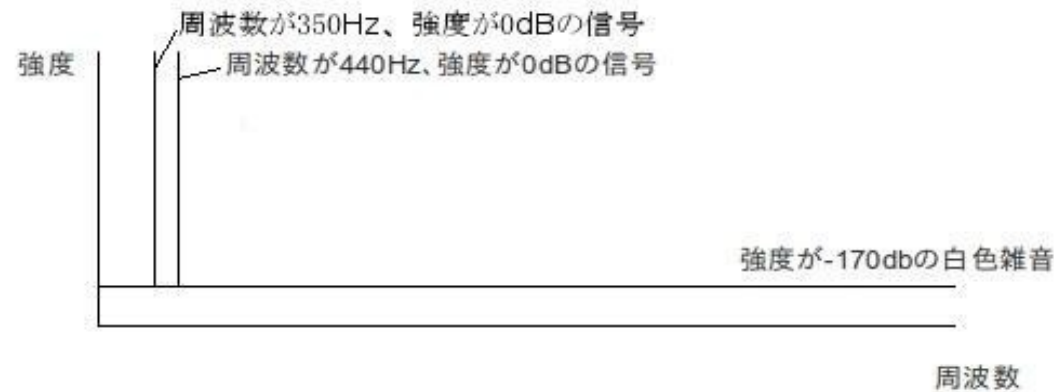 周波数が350Hz、強度が0dBの信号
強度
周波数が440Hz、強度が0dBの信号
強度が-170dbの白色雑音
周波数